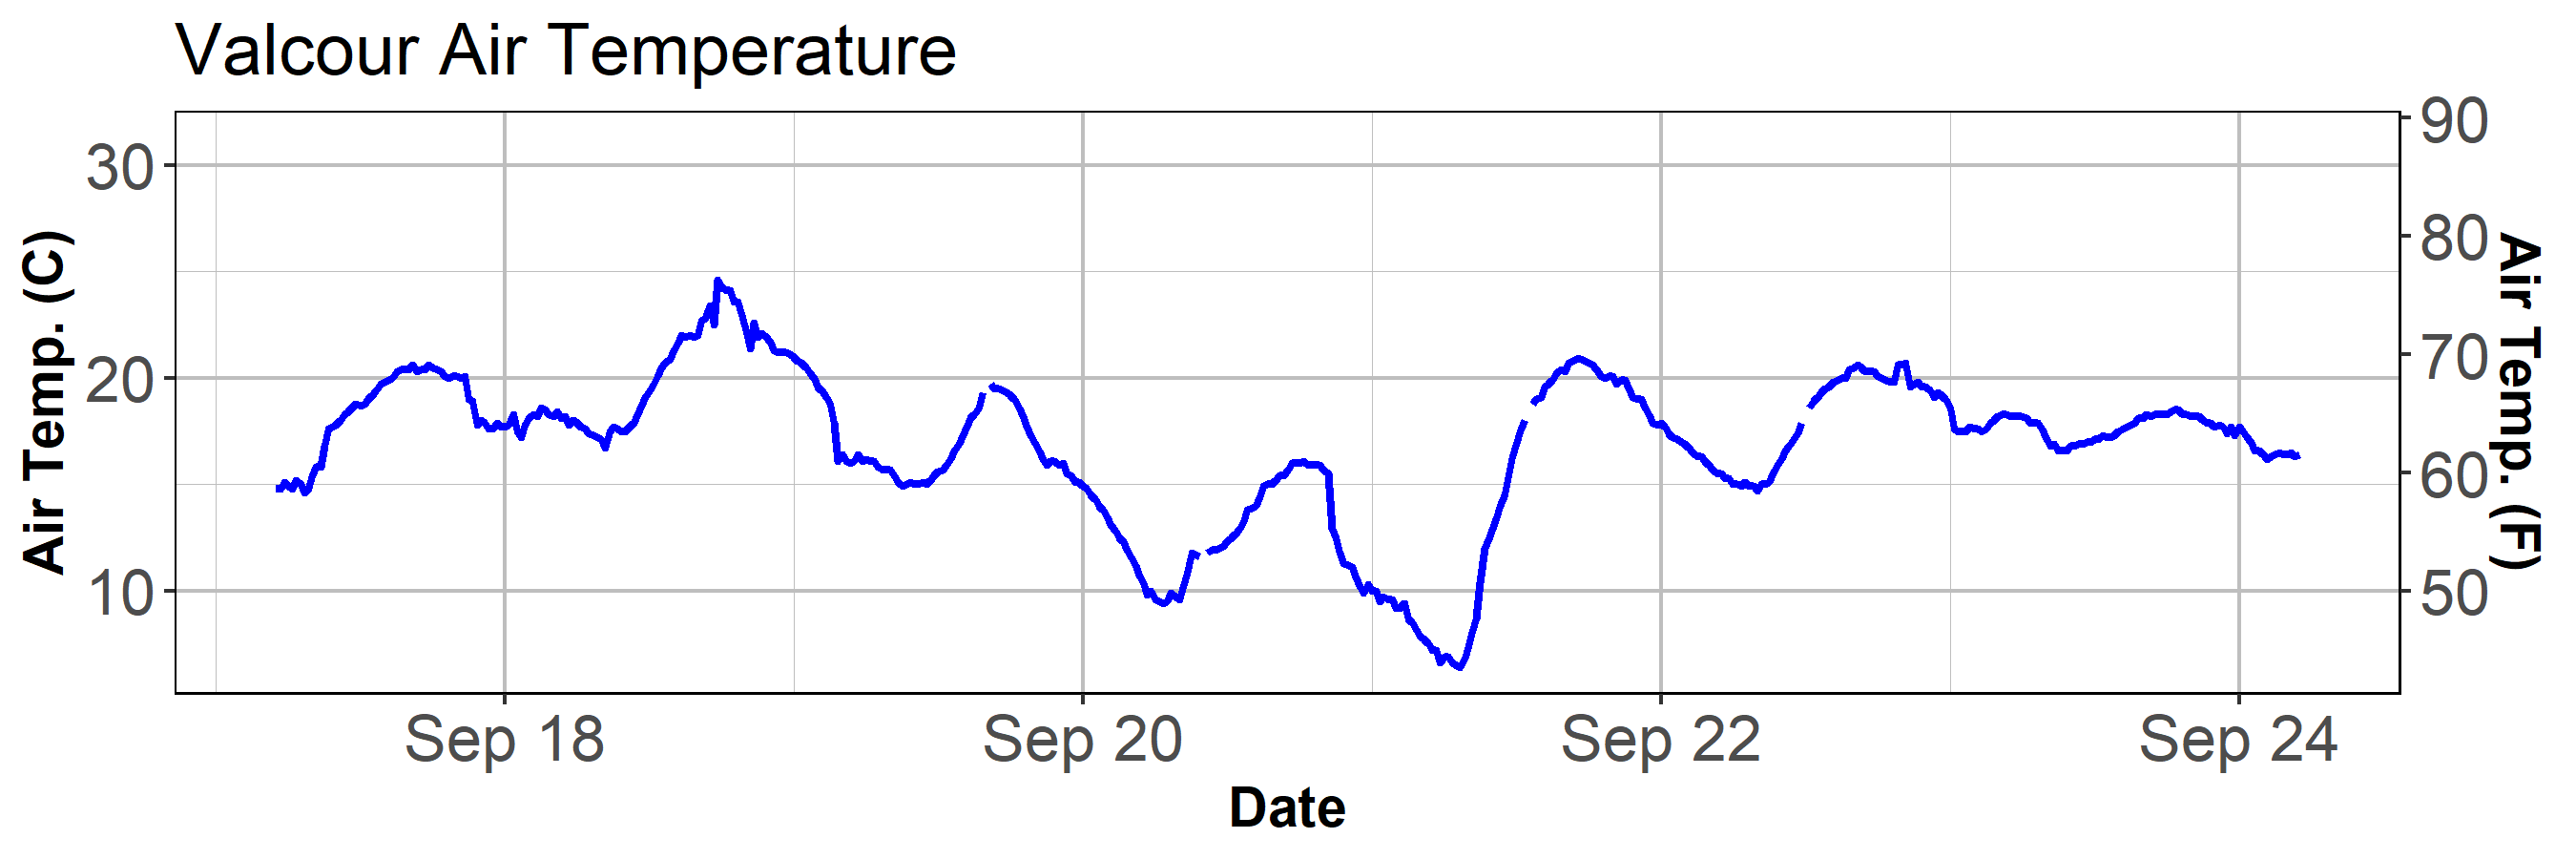 Valcour Air Temperature
Air Temp. (C)
30
20
10
90
80
70
60
50
Air Temp. (F)
Sep 18
Sep 20
Sep 22
Sep 24
Date